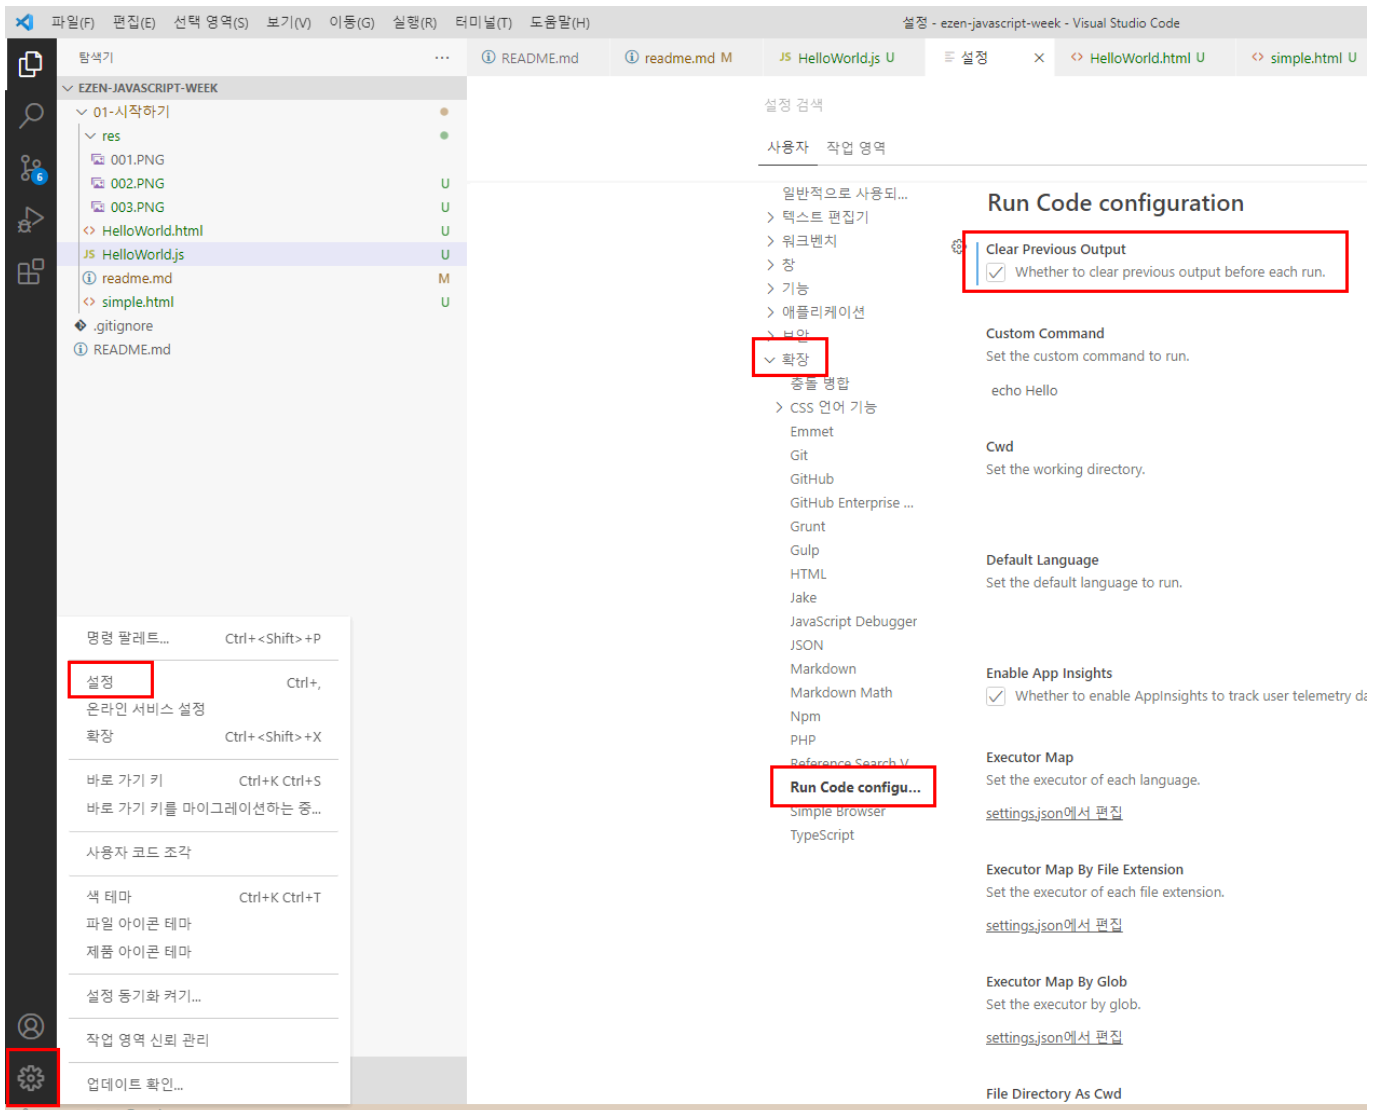 파일(F) 편집(E) 선택 영역(S) 보기(V) 이동(G) 실행(R) 터미널(T) 도움말(H) 설정 - ezen-javascript-week - Visual Studio Code
탐색기 ...
README.md
readme.md M
JS HelloWorld.js U
설정
HelloWorld.html U
simple.html U
EZEN-JAVASCRIPT-WEEK
01-시작하기
res
001.PNG
002.PNG U
003.PNG U
HelloWorld.html U
JS HelloWorld.js U
readme.md M
simple.html U
.gitignore
README.md
6
명령 팔레트... Ctrl+<Shift>+P
설정 Ctrl+,
온라인 서비스 설정
확장 Ctrl+<Shift>+X
바로 가기 키 Ctrl+K Ctrl+S
바로 가기 키를 마이그레이션하는 중...
사용자 코드 조각
색 테마 Ctrl+K Ctrl+T
파일 아이콘 테마
제품 아이콘 테마
설정 동기화 켜기...
작업 영역 신뢰 관리
업데이트 확인...
설정 검색
사용자 작업 영역
일반적으로 사용되...
텍스트 편집기
워크벤치
창
기능
애플리케이션
보안
확장
충돌 병합
CSS 언어 기능
Emmet
Git
GitHub
GitHub Enterprise ...
Grunt
Gulp
HTML
Jake
JavaScript Debugger
JSON
Markdown
Markdown Math
Npm
PHP
Reference Search V
Run Code configu...
Simple Browser
TypeScript
Run Code configuration
Clear Previous Output
Whether to clear previous output before each run.
Custom Command
Set the custom command to run.
echo Hello
Cwd
Set the working directory.
Default Language
Set the default language to run.
Enable App Insights
Whether to enable AppInsights to track user telemetry da
Executor Map
Set the executor of each language.
settings.json에서 편집
Executor Map By File Extension
Set the executor of each file extension.
settings.json에서 편집
Executor Map By Glob
Set the executor by glob.
settings.json에서 편집
File Directory As Cwd